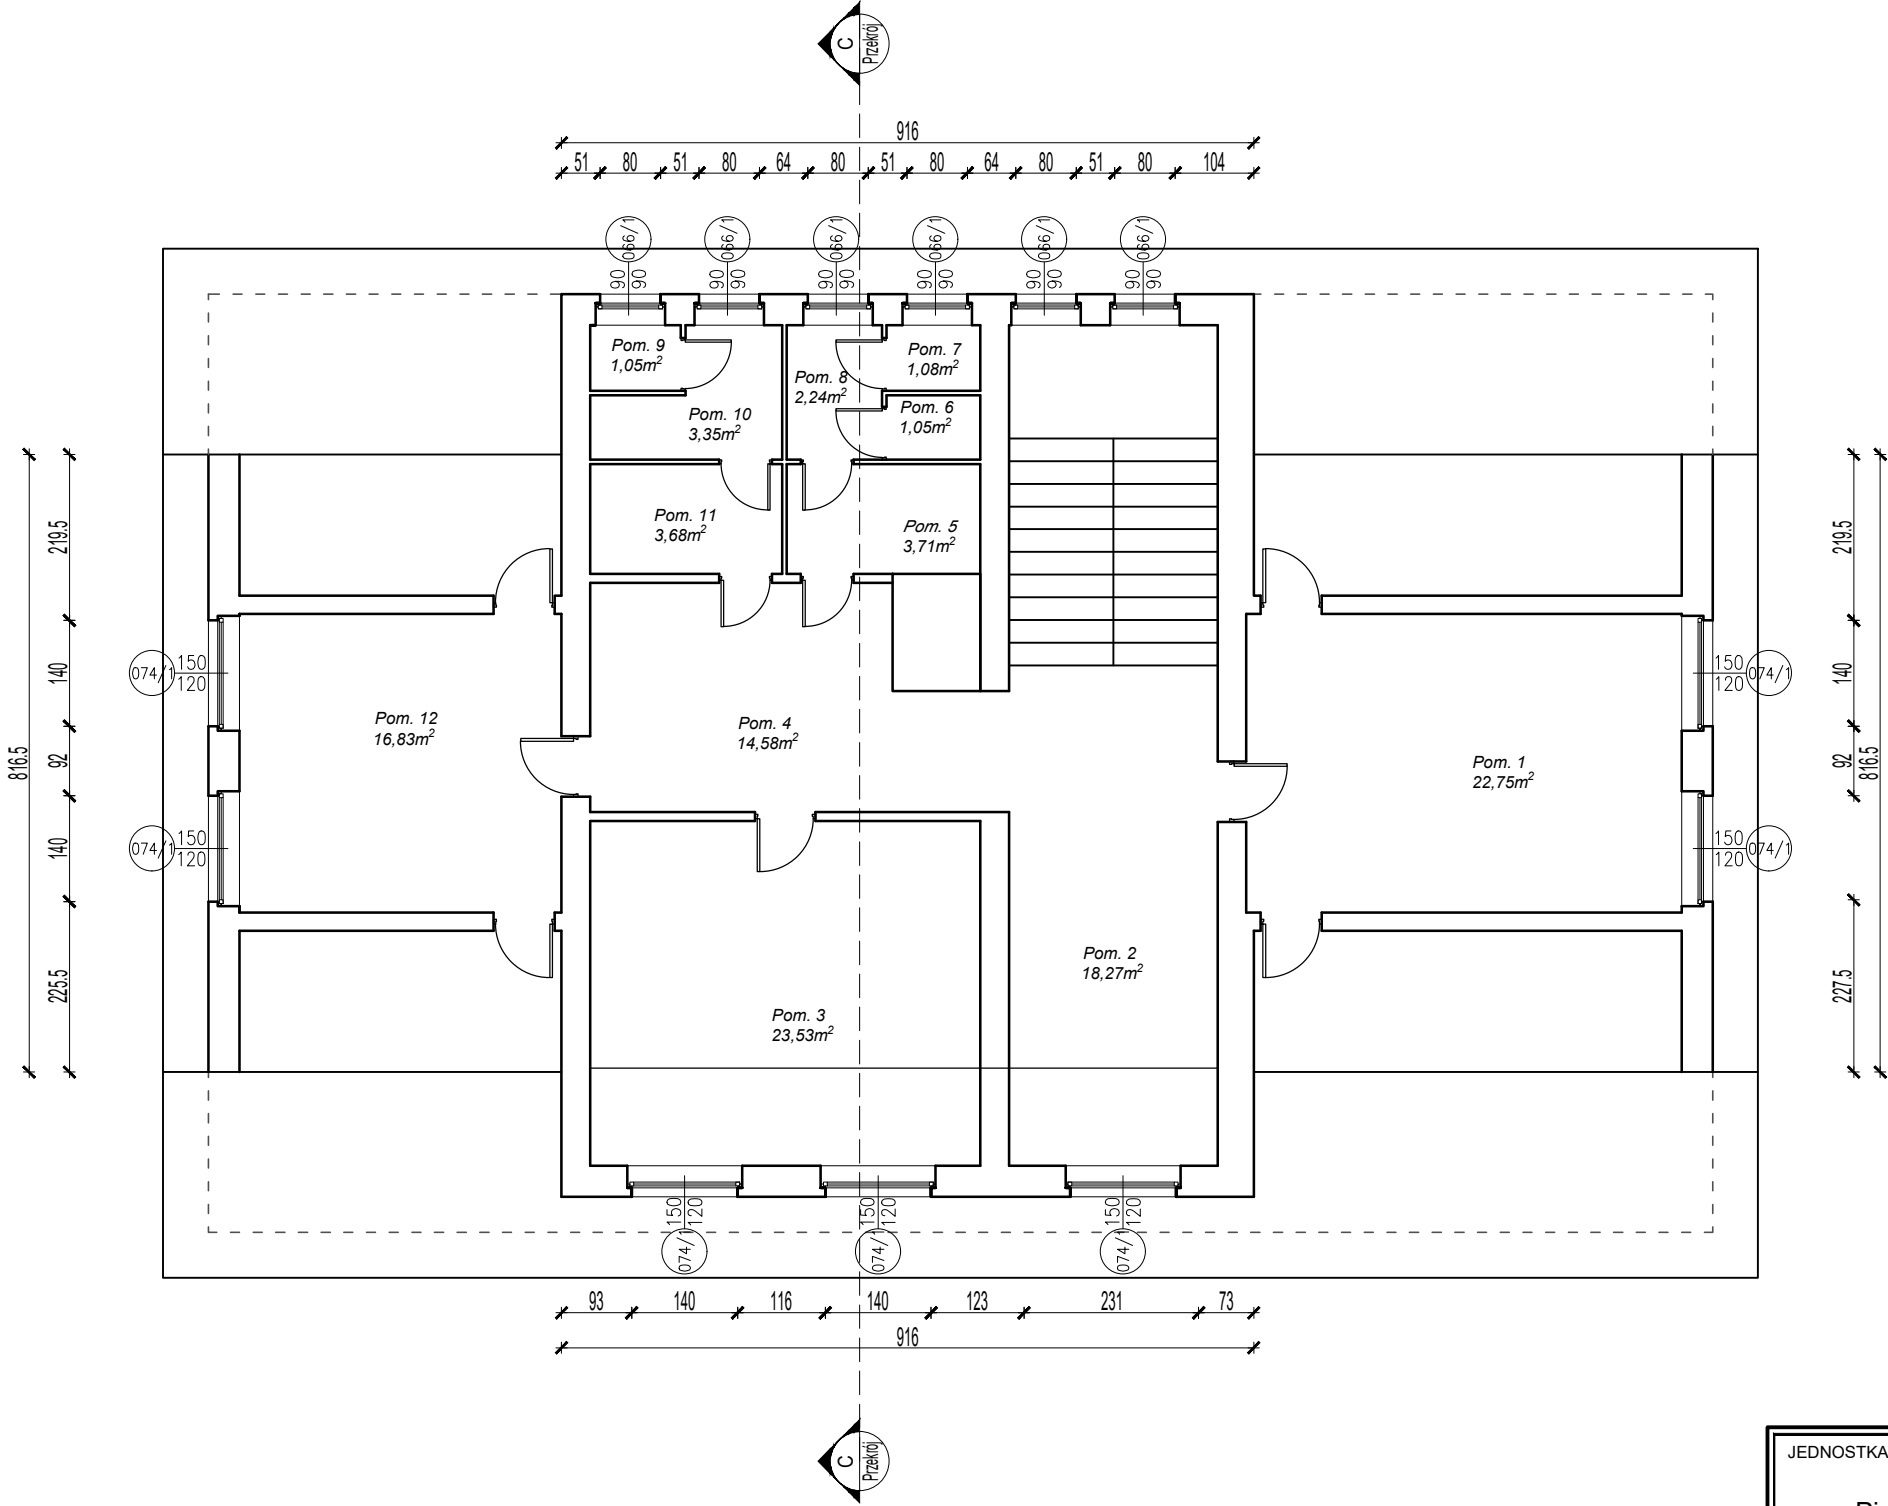 C
Przekrój
916
51 80 51 80 64 80 51 80 64 80 51 80 104
066/1 066/1 066/1 066/1 066/1 066/1
90 90 90 90 90 90
90 90 90 90 90 90
Pom. 9
1,05m²
Pom. 10
3,35m²
Pom. 8
2,24m²
Pom. 7
1,08m²
Pom. 6
1,05m²
Pom. 11
3,68m²
Pom. 5
3,71m²
816.5
219.5
140
92
140
225.5
074/1 150
120
074/1 150
120
Pom. 12
16,83m²
Pom. 4
14,58m²
Pom. 1
22,75m²
Pom. 2
18,27m²
Pom. 3
23,53m²
150 074/1
120
150 074/1
120
219.5
140
92
140
227.5
816.5
150 150 150
120 120 120
074/1 074/1 074/1
93 140 116 140 123 231 73
916
C
Przekrój
JEDNOSTKA